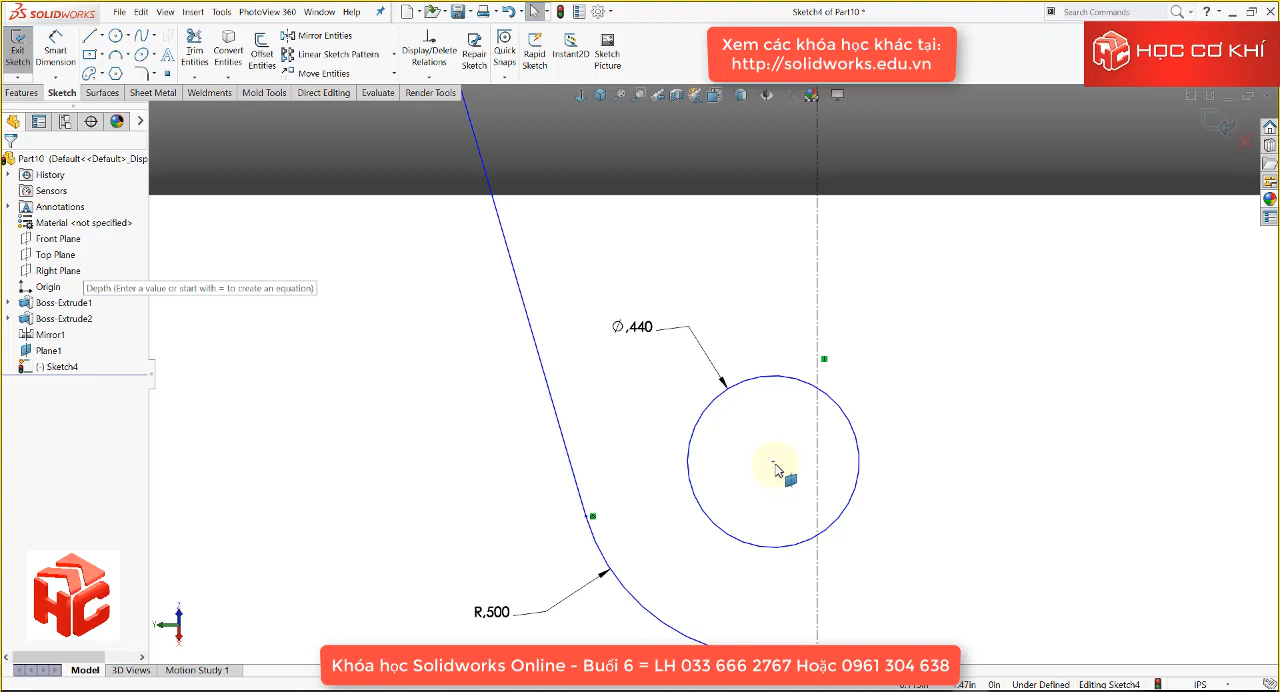 SOLIDWORKS
File Edit View Insert Tools PhotoView 360 Window Help
Sketch4 of Part10 *
Search Commands
Exit Sketch
Smart Dimension
Trim Entities
Convert Entities
Offset Entities
Mirror Entities
Linear Sketch Pattern
Move Entities
Display/Delete Relations
Repair Sketch
Quick Snaps
Rapid Sketch
Instant2D
Sketch Picture
Xem các khóa học khác tại:
http://solidworks.edu.vn
HỌC CƠ KHÍ
Features Sketch Surfaces Sheet Metal Weldments Mold Tools Direct Editing Evaluate Render Tools
Part10 (Default<<Default>_Disp
History
Sensors
Annotations
Material <not specified>
Front Plane
Top Plane
Right Plane
Origin
Depth (Enter a value or start with = to create an equation)
Boss-Extrude1
Boss-Extrude2
Mirror1
Plane1
(-) Sketch4
Ø,440
R,500
HC
Z
Y
Khóa học Solidworks Online - Buổi 6 = LH 033 666 2767 Hoặc 0961 304 638
Model 3D Views Motion Study 1
0in Under Defined Editing Sketch4 IPS